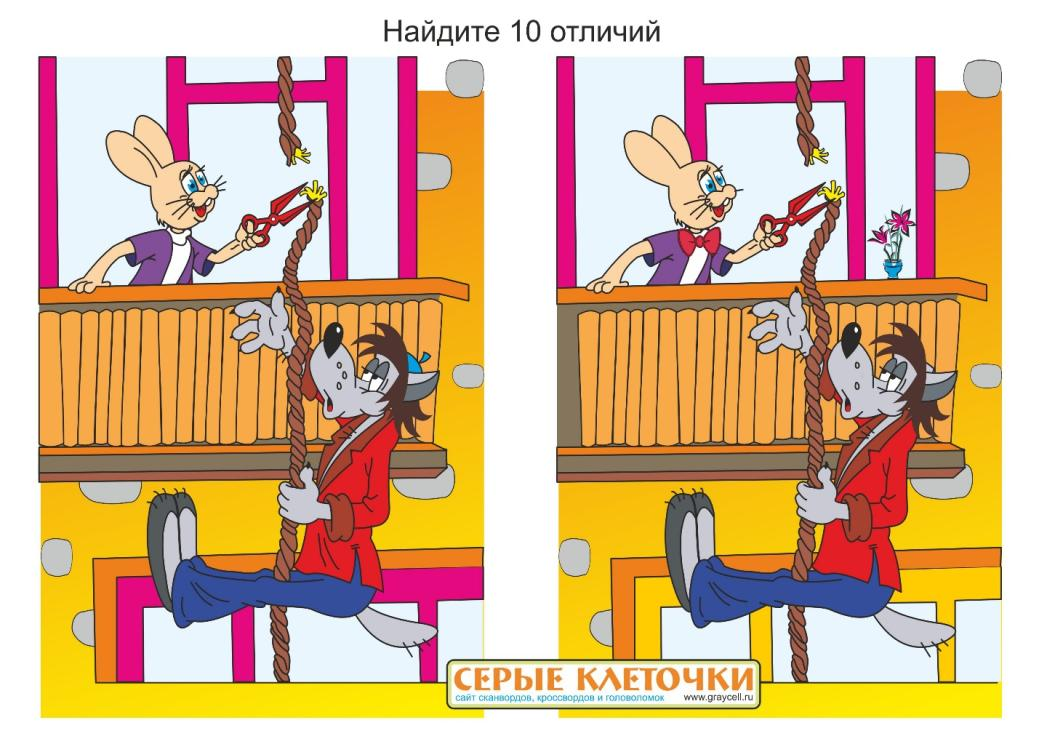 Найдите 10 отличий
СЕРЫЕ КЛЕТОЧКИ
сайт сканвордов, кроссвордов и головоломок www.graycell.ru